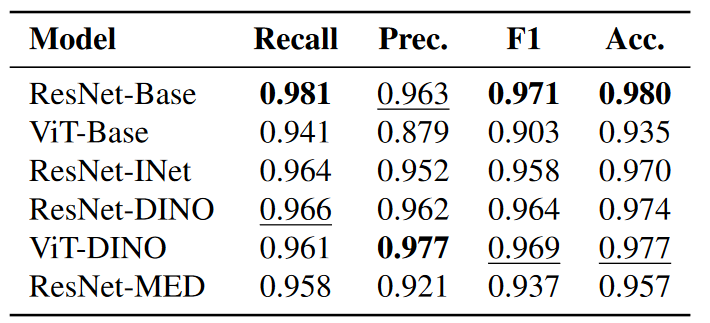 Model Recall Prec. F1 Acc.
ResNet-Base 0.981 0.963 0.971 0.980
ViT-Base 0.941 0.879 0.903 0.935
ResNet-INet 0.964 0.952 0.958 0.970
ResNet-DINO 0.966 0.962 0.964 0.974
ViT-DINO 0.961 0.977 0.969 0.977
ResNet-MED 0.958 0.921 0.937 0.957